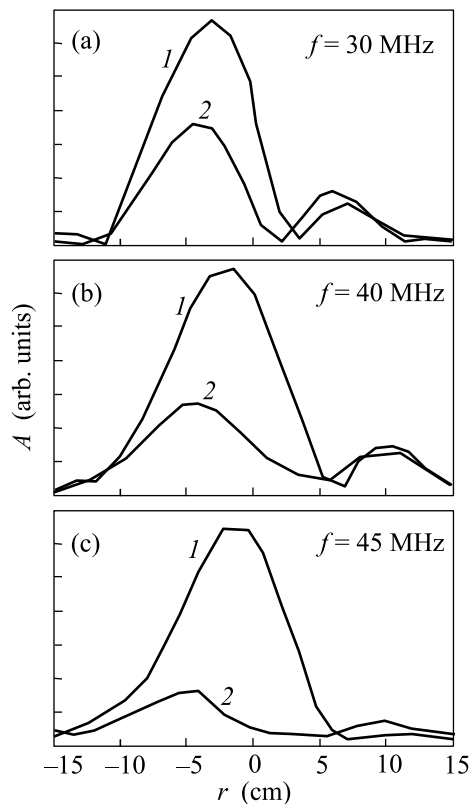 (a)
1
f = 30 MHz
2
(b)
1
f = 40 MHz
2
A (arb. units)
(c)
1
f = 45 MHz
2
−15 −10 −5 0 5 10 15
r (cm)